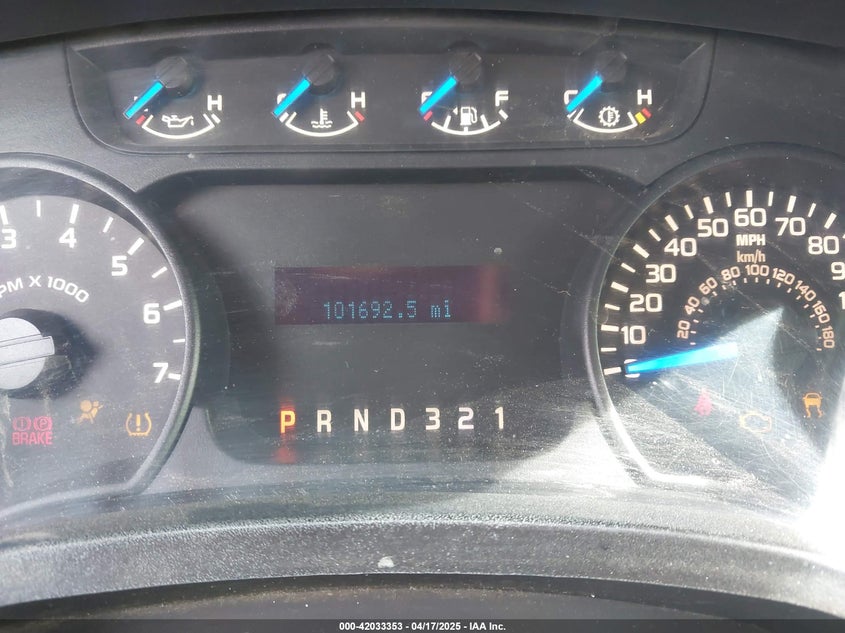 H H F H
3 4 5 6 7
PM X 1000
BRAKE
101692.5 mi
P R N D 3 2 1
10 20 30 40 50 60 70 80
MPH
km/h
20 40 60 80 100 120 140 160 180
000-42033353 - 04/17/2025 - IAA Inc.